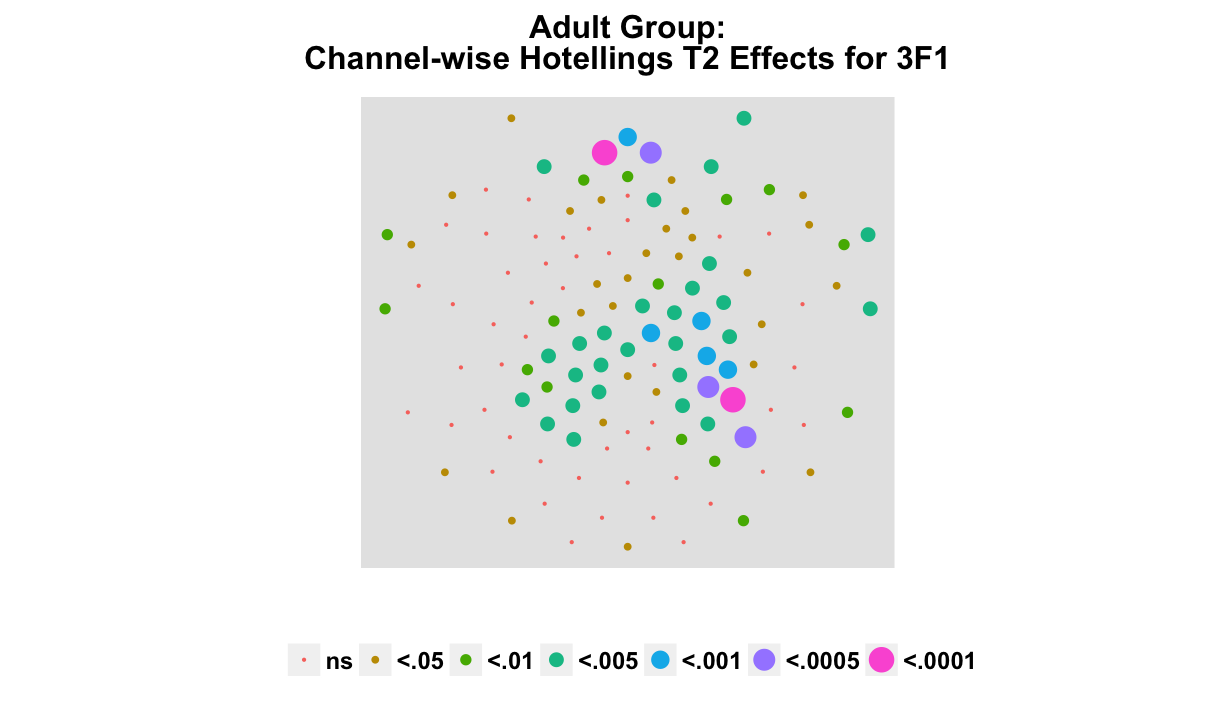 Adult Group:
Channel-wise Hotellings T2 Effects for 3F1
ns <.05 <.01 <.005 <.001 <.0005 <.0001